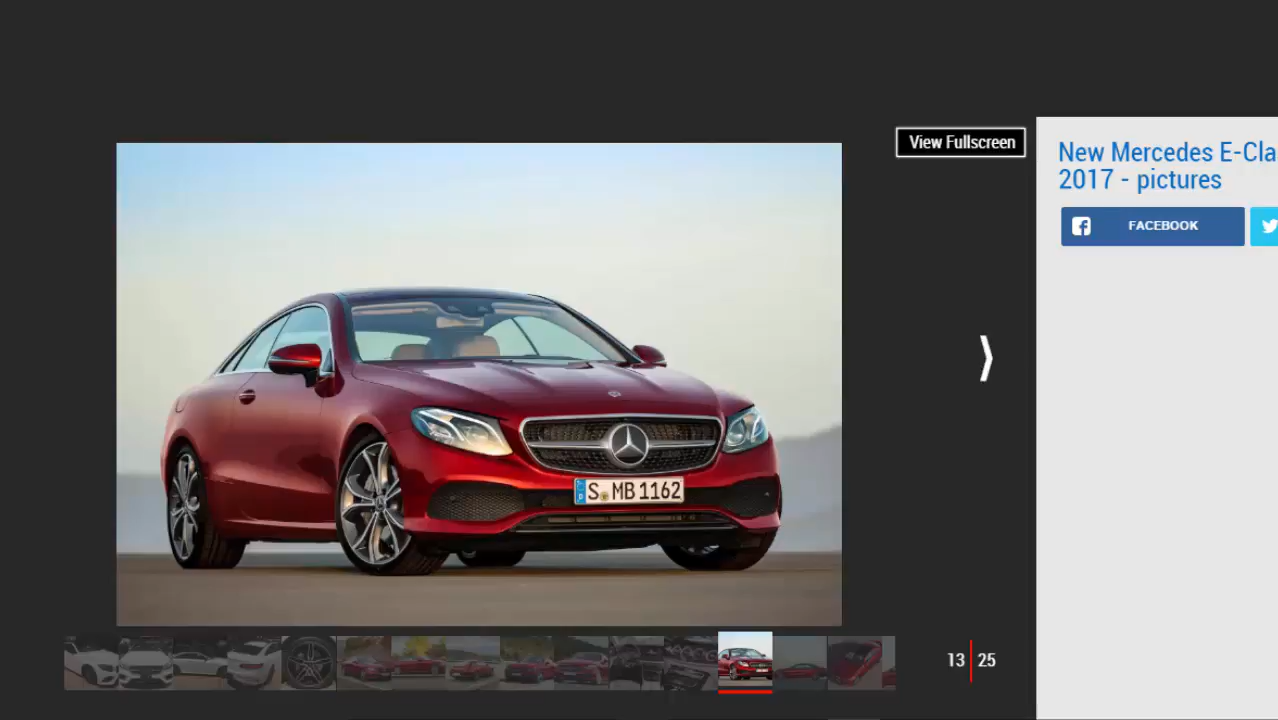 View Fullscreen
New Mercedes E-Cla
2017 - pictures
FACEBOOK
S MB 1162
13 25